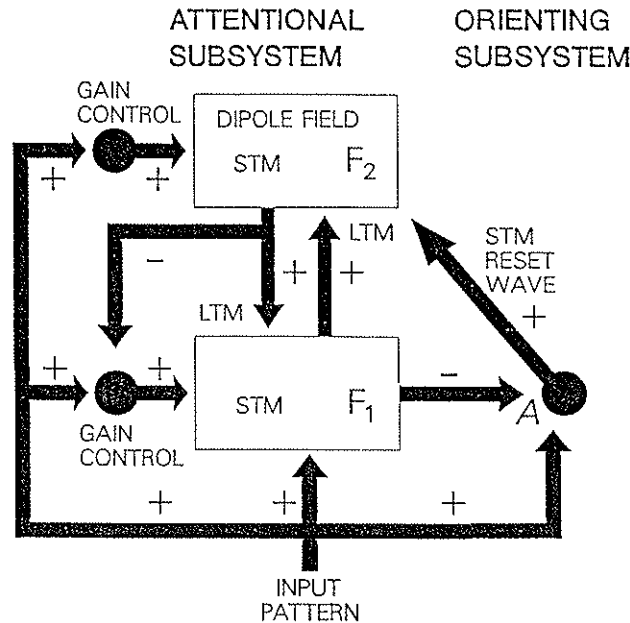 ATTENTIONAL
SUBSYSTEM
ORIENTING
SUBSYSTEM
GAIN
CONTROL
DIPOLE FIELD
STM F2
+ +
LTM
STM
RESET
WAVE
− + +
+
LTM
+ +
STM F1
−
A
GAIN
CONTROL
+ + +
INPUT
PATTERN